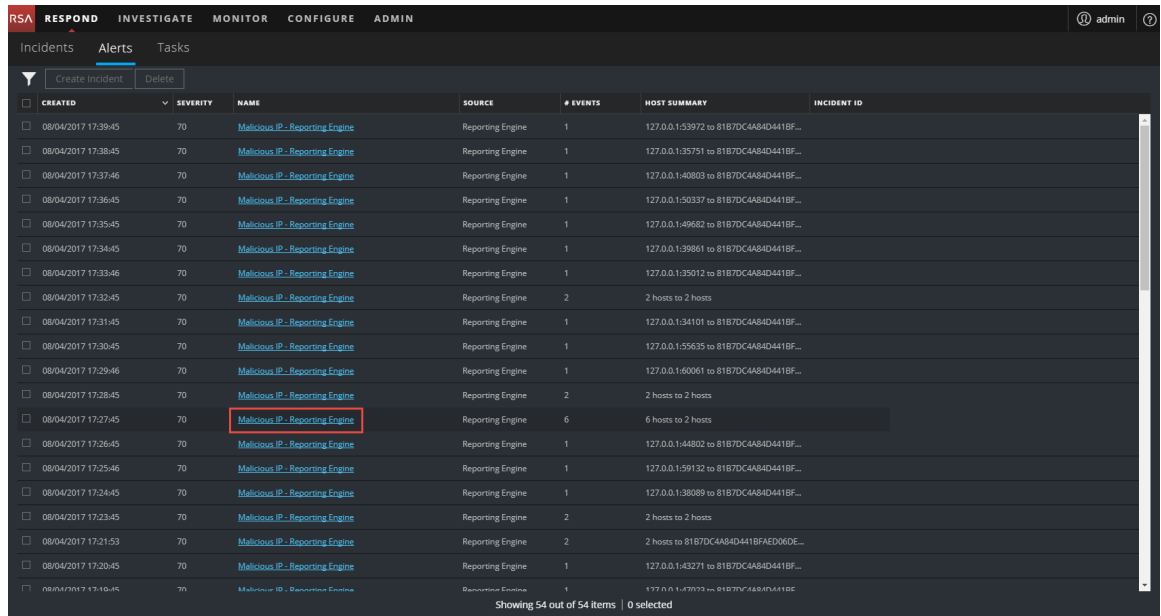 RSA RESPOND INVESTIGATE MONITOR CONFIGURE ADMIN admin ?
Incidents Alerts Tasks
Create Incident Delete
CREATED SEVERITY NAME SOURCE # EVENTS HOST SUMMARY INCIDENT ID
08/04/2017 17:39:45 70 Malicious IP - Reporting Engine Reporting Engine 1 127.0.0.1:53972 to 81B7DC4A84D441BF...
08/04/2017 17:38:45 70 Malicious IP - Reporting Engine Reporting Engine 1 127.0.0.1:35751 to 81B7DC4A84D441BF...
08/04/2017 17:37:46 70 Malicious IP - Reporting Engine Reporting Engine 1 127.0.0.1:40803 to 81B7DC4A84D441BF...
08/04/2017 17:36:45 70 Malicious IP - Reporting Engine Reporting Engine 1 127.0.0.1:50337 to 81B7DC4A84D441BF...
08/04/2017 17:35:45 70 Malicious IP - Reporting Engine Reporting Engine 1 127.0.0.1:49682 to 81B7DC4A84D441BF...
08/04/2017 17:34:45 70 Malicious IP - Reporting Engine Reporting Engine 1 127.0.0.1:39861 to 81B7DC4A84D441BF...
08/04/2017 17:33:46 70 Malicious IP - Reporting Engine Reporting Engine 1 127.0.0.1:35012 to 81B7DC4A84D441BF...
08/04/2017 17:32:45 70 Malicious IP - Reporting Engine Reporting Engine 2 2 hosts to 2 hosts
08/04/2017 17:31:45 70 Malicious IP - Reporting Engine Reporting Engine 1 127.0.0.1:34101 to 81B7DC4A84D441BF...
08/04/2017 17:30:45 70 Malicious IP - Reporting Engine Reporting Engine 1 127.0.0.1:55635 to 81B7DC4A84D441BF...
08/04/2017 17:29:46 70 Malicious IP - Reporting Engine Reporting Engine 1 127.0.0.1:60061 to 81B7DC4A84D441BF...
08/04/2017 17:28:45 70 Malicious IP - Reporting Engine Reporting Engine 2 2 hosts to 2 hosts
08/04/2017 17:27:45 70 Malicious IP - Reporting Engine Reporting Engine 6 6 hosts to 2 hosts
08/04/2017 17:26:45 70 Malicious IP - Reporting Engine Reporting Engine 1 127.0.0.1:44802 to 81B7DC4A84D441BF...
08/04/2017 17:25:46 70 Malicious IP - Reporting Engine Reporting Engine 1 127.0.0.1:59132 to 81B7DC4A84D441BF...
08/04/2017 17:24:45 70 Malicious IP - Reporting Engine Reporting Engine 1 127.0.0.1:38089 to 81B7DC4A84D441BF...
08/04/2017 17:23:45 70 Malicious IP - Reporting Engine Reporting Engine 2 2 hosts to 2 hosts
08/04/2017 17:21:53 70 Malicious IP - Reporting Engine Reporting Engine 2 2 hosts to 81B7DC4A84D441BFAED06DE...
08/04/2017 17:20:45 70 Malicious IP - Reporting Engine Reporting Engine 1 127.0.0.1:43271 to 81B7DC4A84D441BF...
08/04/2017 17:19:45 70 Malicious IP - Reporting Engine Reporting Engine 1 127.0.0.1:47023 to 81B7DC4A84D441BF
Showing 54 out of 54 items | 0 selected